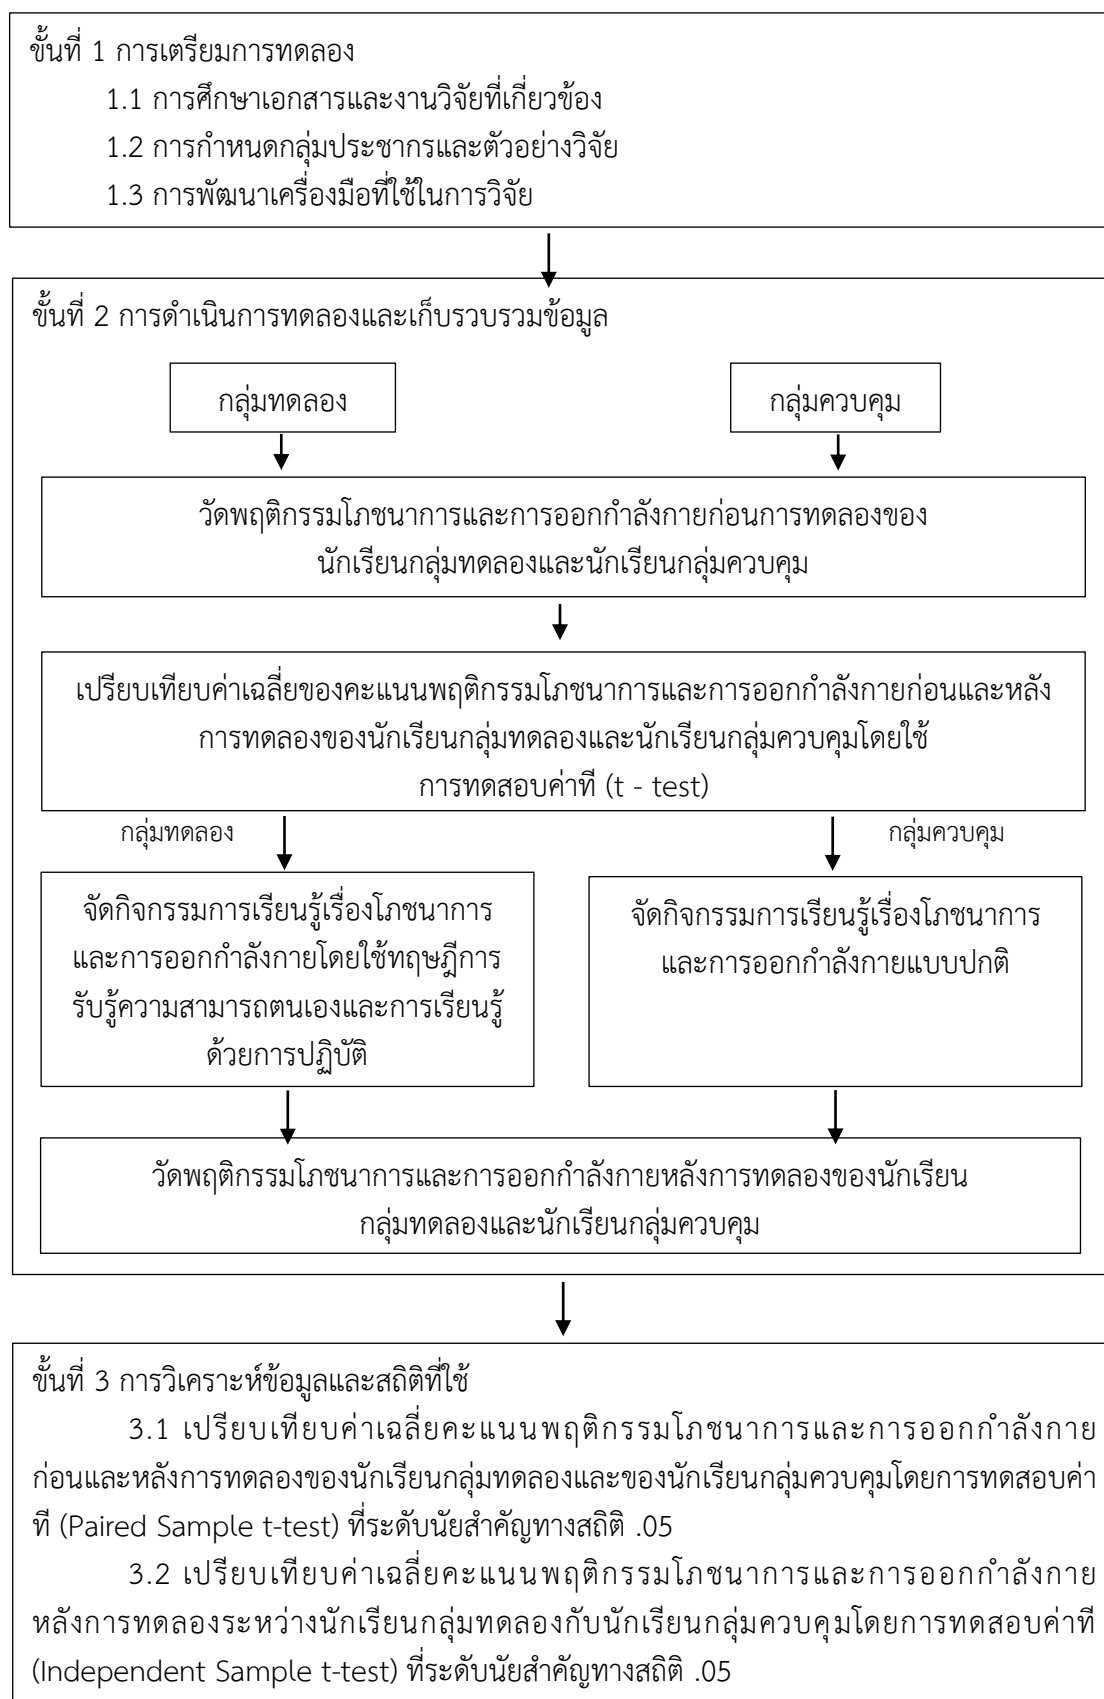 ขั้นที่ 1 การเตรียมการทดลอง
1.1 การศึกษาเอกสารและงานวิจัยที่เกี่ยวข้อง
1.2 การกำหนดกลุ่มประชากรและตัวอย่างวิจัย
1.3 การพัฒนาเครื่องมือที่ใช้ในการวิจัย
ขั้นที่ 2 การดำเนินการทดลองและเก็บรวบรวมข้อมูล
กลุ่มทดลอง
กลุ่มควบคุม
วัดพฤติกรรมโภชนาการและการออกกำลังกายก่อนการทดลองของ
นักเรียนกลุ่มทดลองและนักเรียนกลุ่มควบคุม
เปรียบเทียบค่าเฉลี่ยของคะแนนพฤติกรรมโภชนาการและการออกกำลังกายก่อนและหลัง
การทดลองของนักเรียนกลุ่มทดลองและนักเรียนกลุ่มควบคุมโดยใช้
การทดสอบค่าที (t - test)
กลุ่มทดลอง
กลุ่มควบคุม
จัดกิจกรรมการเรียนรู้เรื่องโภชนาการ
และการออกกำลังกายโดยใช้ทฤษฎีการ
รับรู้ความสามารถตนเองและการเรียนรู้
ด้วยการปฏิบัติ
จัดกิจกรรมการเรียนรู้เรื่องโภชนาการ
และการออกกำลังกายแบบปกติ
วัดพฤติกรรมโภชนาการและการออกกำลังกายหลังการทดลองของนักเรียน
กลุ่มทดลองและนักเรียนกลุ่มควบคุม
ขั้นที่ 3 การวิเคราะห์ข้อมูลและสถิติที่ใช้
3.1 เปรียบเทียบค่าเฉลี่ยคะแนนพฤติกรรมโภชนาการและการออกกำลังกาย
ก่อนและหลังการทดลองของนักเรียนกลุ่มทดลองและของนักเรียนกลุ่มควบคุมโดยการทดสอบค่า
ที (Paired Sample t-test) ที่ระดับนัยสำคัญทางสถิติ .05
3.2 เปรียบเทียบค่าเฉลี่ยคะแนนพฤติกรรมโภชนาการและการออกกำลังกาย
หลังการทดลองระหว่างนักเรียนกลุ่มทดลองกับนักเรียนกลุ่มควบคุมโดยการทดสอบค่าที
(Independent Sample t-test) ที่ระดับนัยสำคัญทางสถิติ .05